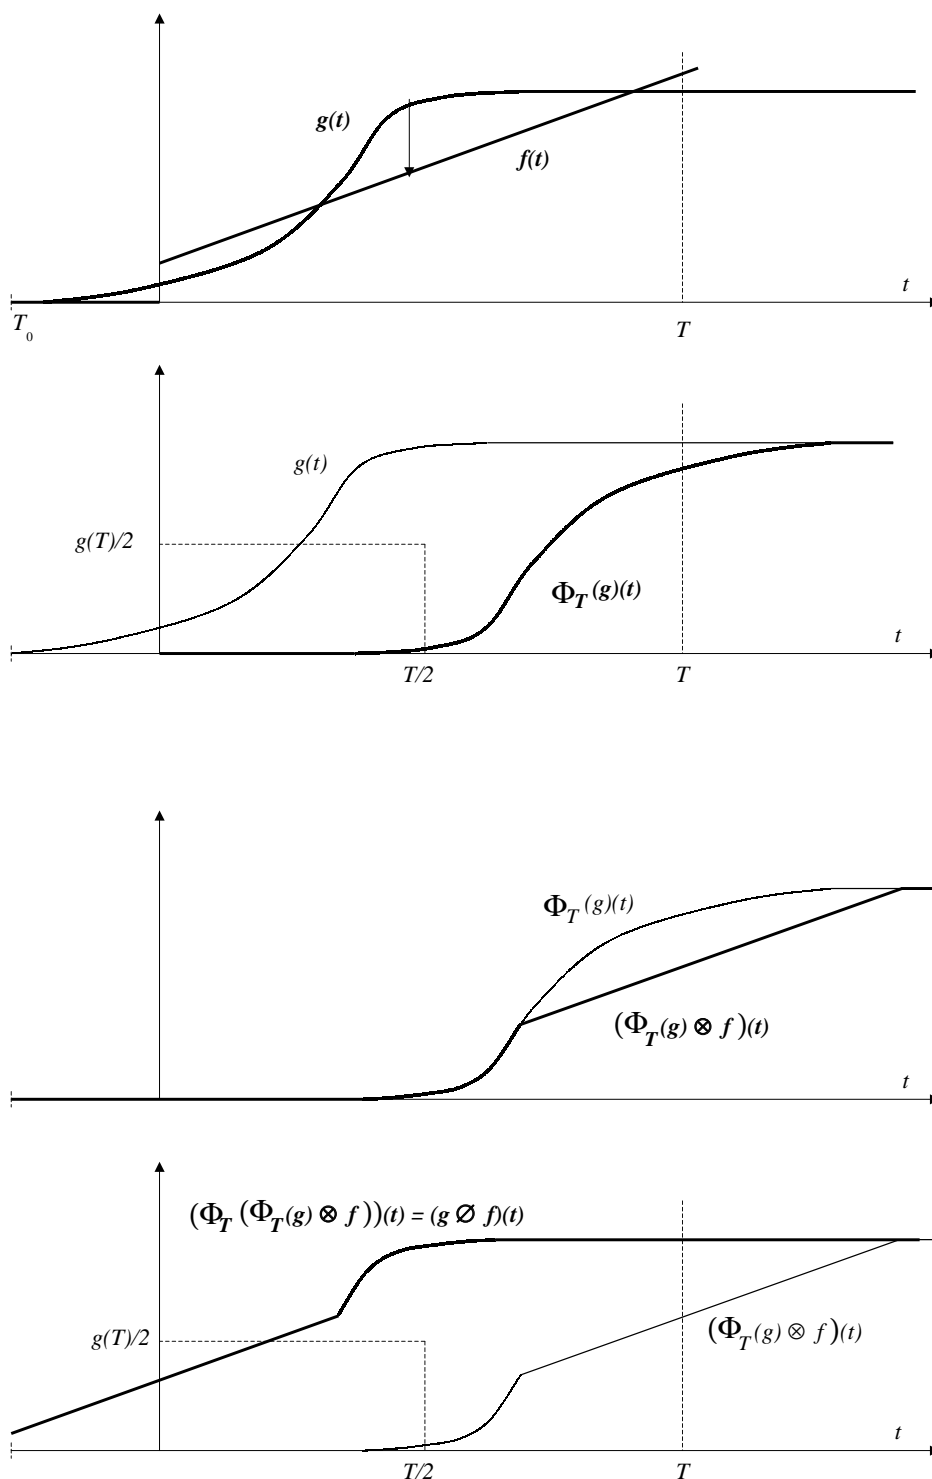 g(t)
f(t)
t
T₀
T
g(t)
g(T)/2
Φ_T(g)(t)
t
T/2
T
Φ_T(g)(t)
(Φ_T(g) ⊗ f)(t)
t
(Φ_T(Φ_T(g) ⊗ f))(t) = (g ∅ f)(t)
g(T)/2
(Φ_T(g) ⊗ f)(t)
t
T/2
T